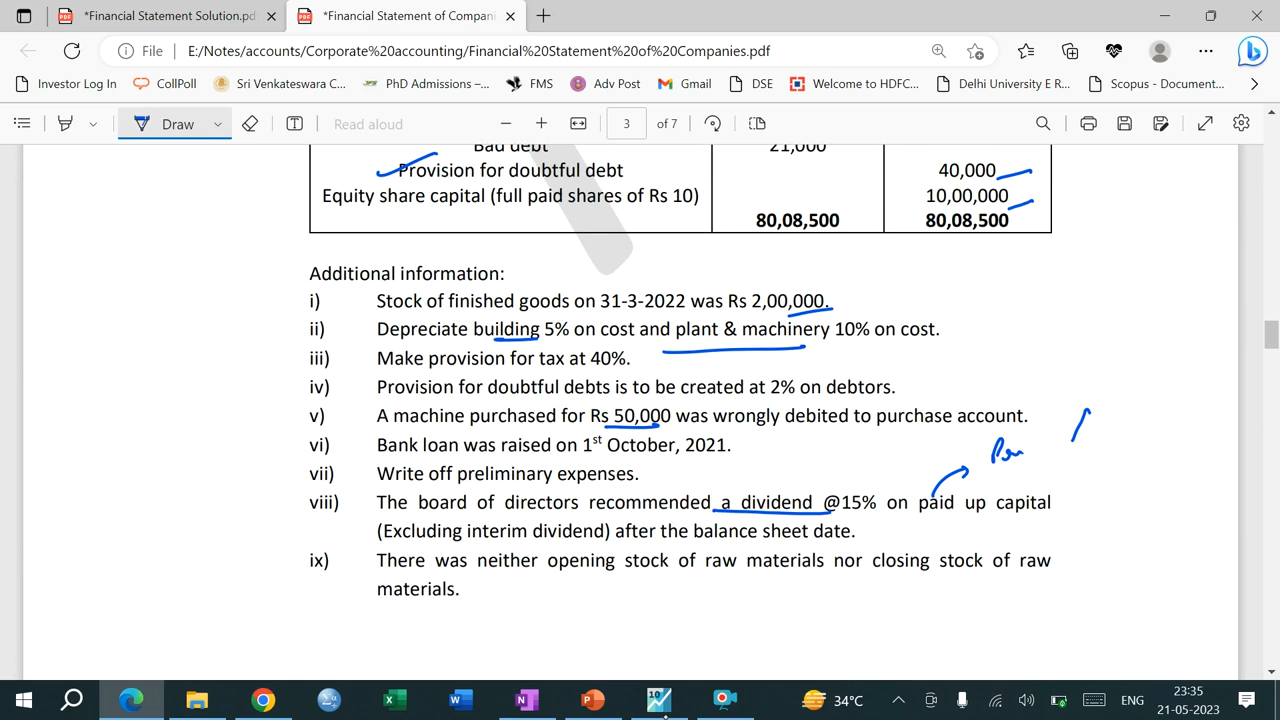 *Financial Statement Solution.pd
*Financial Statement of Compani
File E:/Notes/accounts/Corporate%20accounting/Financial%20Statement%20of%20Companies.pdf
Investor Log In CollPoll Sri Venkateswara C... PhD Admissions –... FMS Adv Post Gmail DSE Welcome to HDFC... Delhi University E R... Scopus - Document...
Draw Read aloud 3 of 7
Bad debt 21,000
Provision for doubtful debt 40,000
Equity share capital (full paid shares of Rs 10) 10,00,000
80,08,500 80,08,500
Additional information:
i) Stock of finished goods on 31-3-2022 was Rs 2,00,000.
ii) Depreciate building 5% on cost and plant & machinery 10% on cost.
iii) Make provision for tax at 40%.
iv) Provision for doubtful debts is to be created at 2% on debtors.
v) A machine purchased for Rs 50,000 was wrongly debited to purchase account.
vi) Bank loan was raised on 1st October, 2021.
vii) Write off preliminary expenses.
viii) The board of directors recommended a dividend @15% on paid up capital
(Excluding interim dividend) after the balance sheet date.
ix) There was neither opening stock of raw materials nor closing stock of raw
materials.
34°C ENG 23:35
21-05-2023